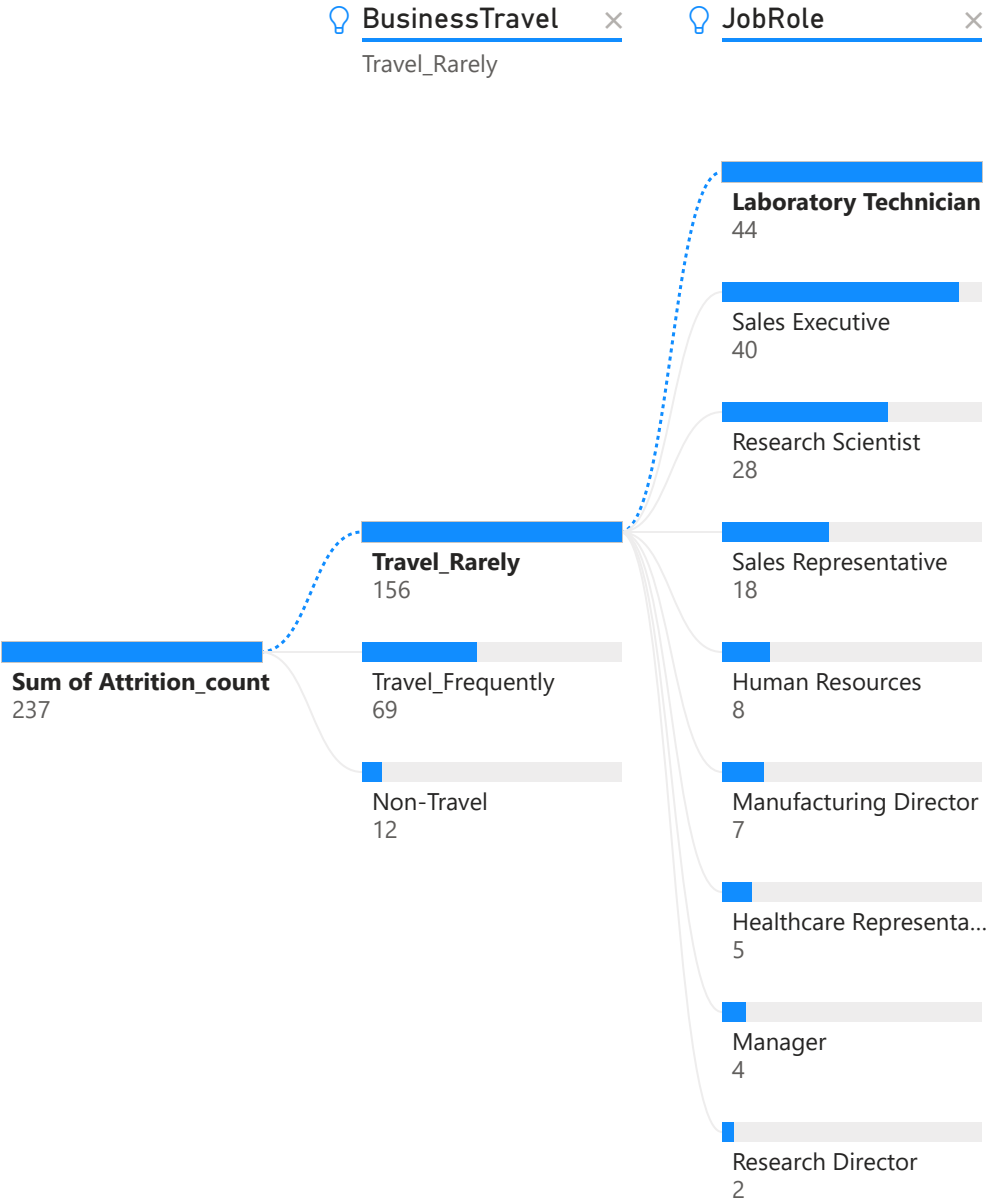 BusinessTravel
Travel_Rarely
JobRole
Sum of Attrition_count
237
Travel_Rarely
156
Travel_Frequently
69
Non-Travel
12
Laboratory Technician
44
Sales Executive
40
Research Scientist
28
Sales Representative
18
Human Resources
8
Manufacturing Director
7
Healthcare Representa...
5
Manager
4
Research Director
2